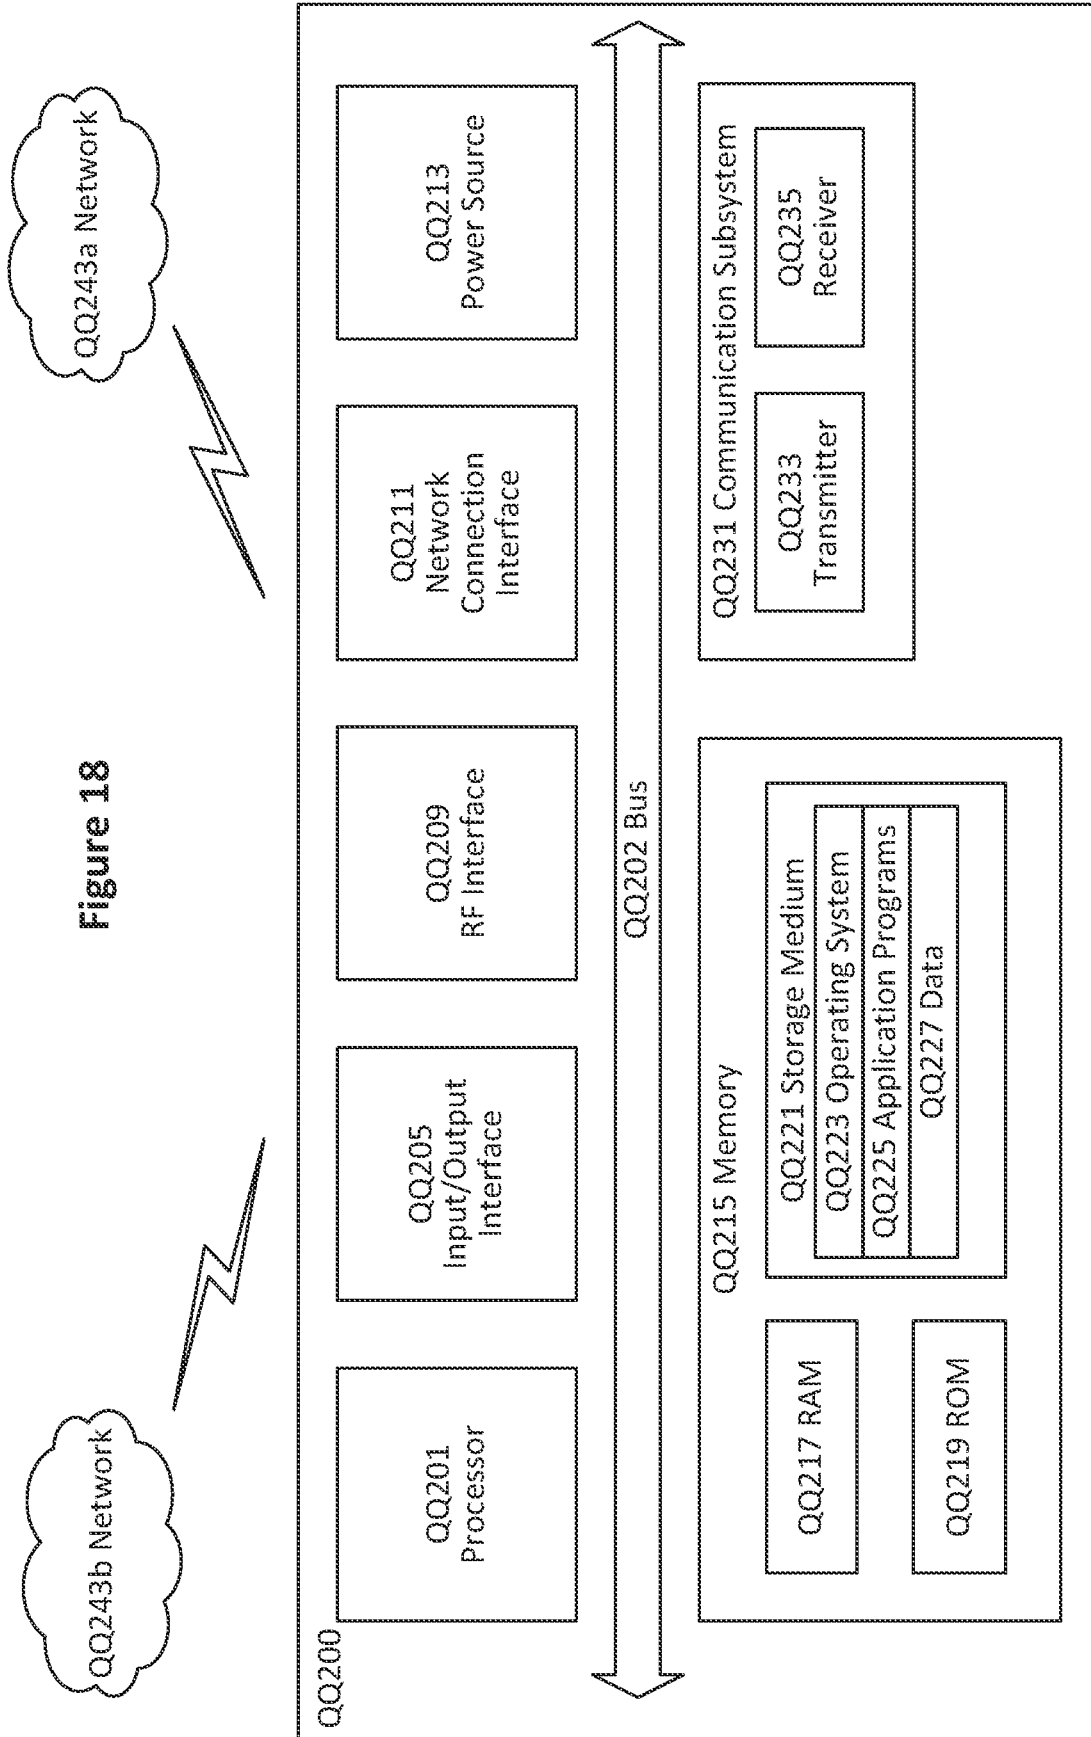 Figure 18
QQ243b Network
QQ243a Network
QQ200
QQ201
Processor
QQ205
Input/Output
Interface
QQ209
RF Interface
QQ211
Network
Connection
Interface
QQ213
Power Source
QQ202 Bus
QQ215 Memory
QQ217 RAM
QQ219 ROM
QQ221 Storage Medium
QQ223 Operating System
QQ225 Application Programs
QQ227 Data
QQ231 Communication Subsystem
QQ233
Transmitter
QQ235
Receiver